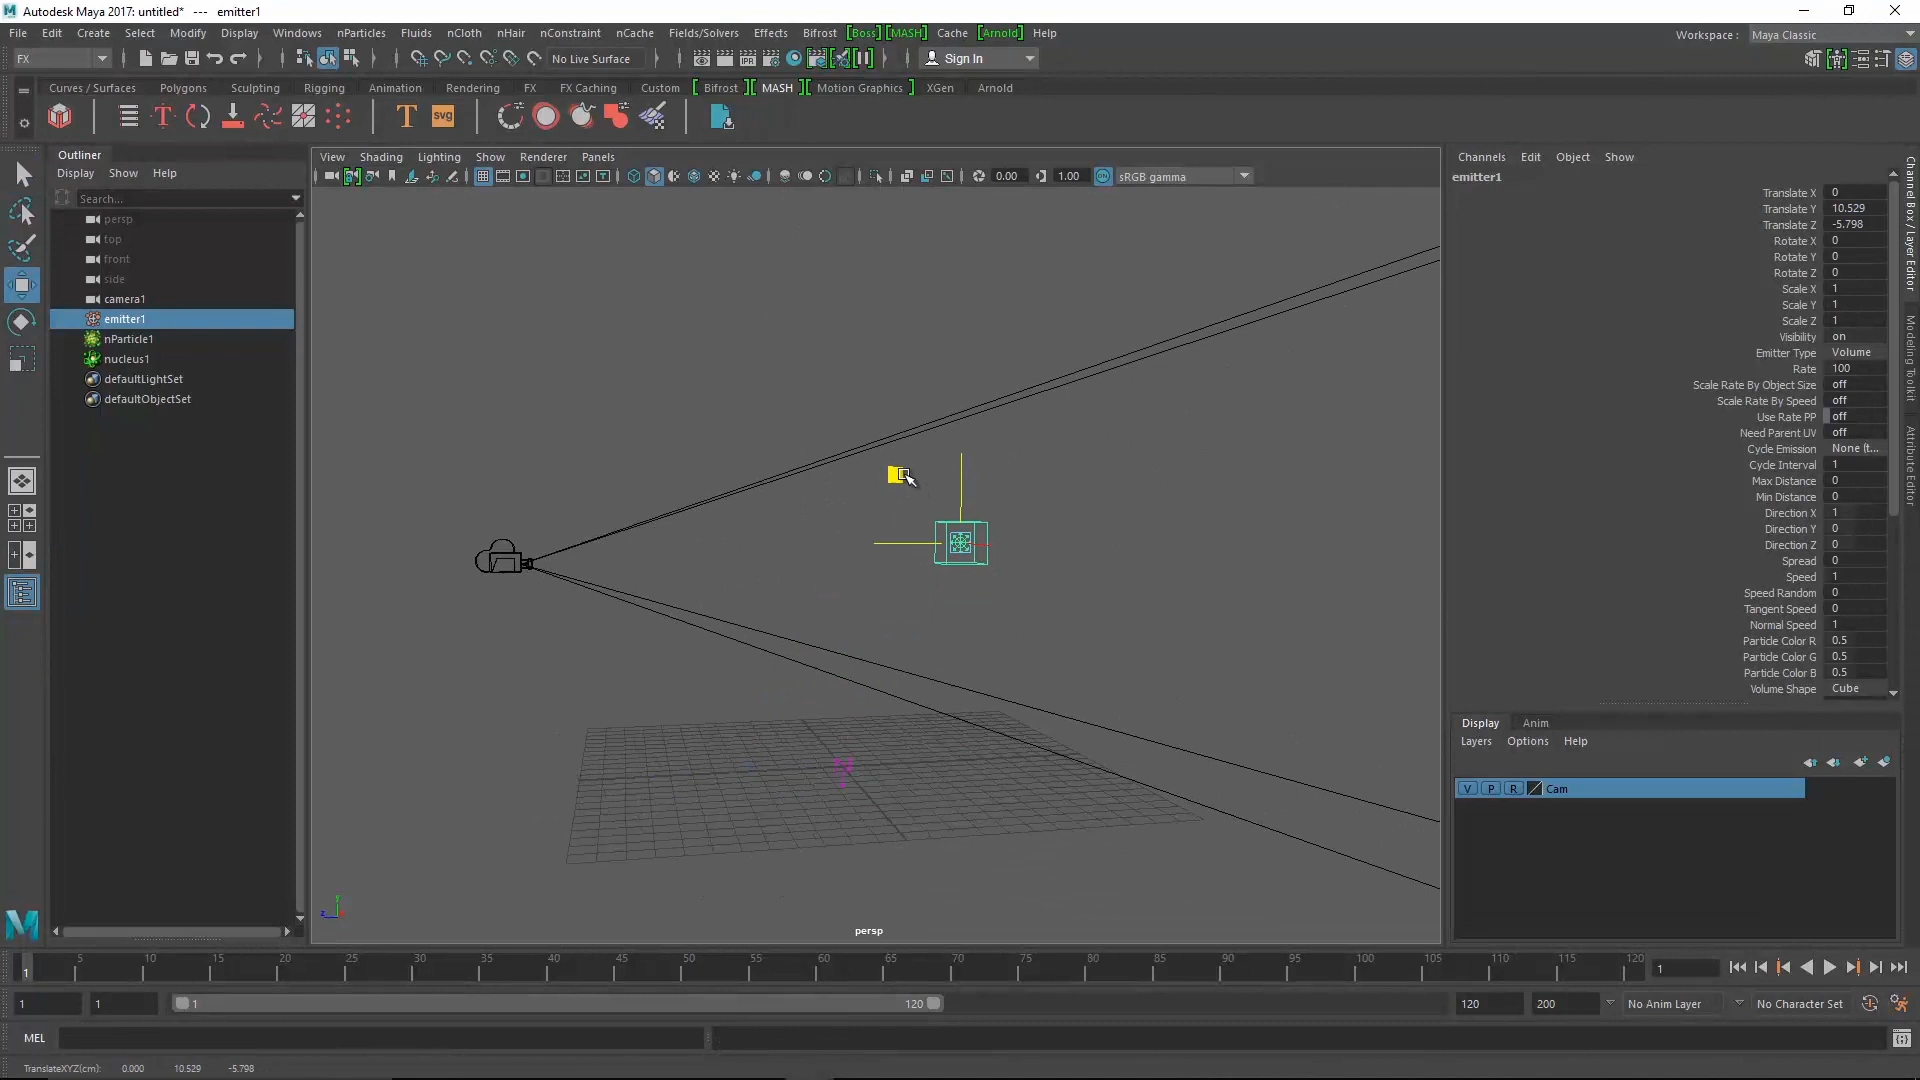 Autodesk Maya 2017: untitled* --- emitter1
File Edit Create Select Modify Display Windows nParticles Fluids nCloth nHair nConstraint nCache Fields/Solvers Effects Bifrost [Boss] [MASH] Cache [Arnold] Help Workspace : Maya Classic
FX No Live Surface IPR Sign In
Curves / Surfaces Polygons Sculpting Rigging Animation Rendering FX FX Caching Custom Bifrost MASH Motion Graphics XGen Arnold
T T svg
Outliner
Display Show Help
Search...
persp
top
front
side
camera1
emitter1
nParticle1
nucleus1
defaultLightSet
defaultObjectSet
View Shading Lighting Show Renderer Panels
0.00 1.00 ON sRGB gamma
persp
Channels Edit Object Show
emitter1
Translate X 0
Translate Y 10.529
Translate Z -5.798
Rotate X 0
Rotate Y 0
Rotate Z 0
Scale X 1
Scale Y 1
Scale Z 1
Visibility on
Emitter Type Volume
Rate 100
Scale Rate By Object Size off
Scale Rate By Speed off
Use Rate PP off
Need Parent UV off
Cycle Emission None (t...
Cycle Interval 1
Max Distance 0
Min Distance 0
Direction X 1
Direction Y 0
Direction Z 0
Spread 0
Speed 1
Speed Random 0
Tangent Speed 0
Normal Speed 1
Particle Color R 0.5
Particle Color G 0.5
Particle Color B 0.5
Volume Shape Cube
Display Anim
Layers Options Help
V P R Cam
Channel Box / Layer Editor
Modeling Toolkit
Attribute Editor
1 5 10 15 20 25 30 35 40 45 50 55 60 65 70 75 80 85 90 95 100 105 110 115 120 1
1 1 1 120 120 200 No Anim Layer No Character Set
MEL
TranslateXYZ(cm): 0.000 10.529 -5.798